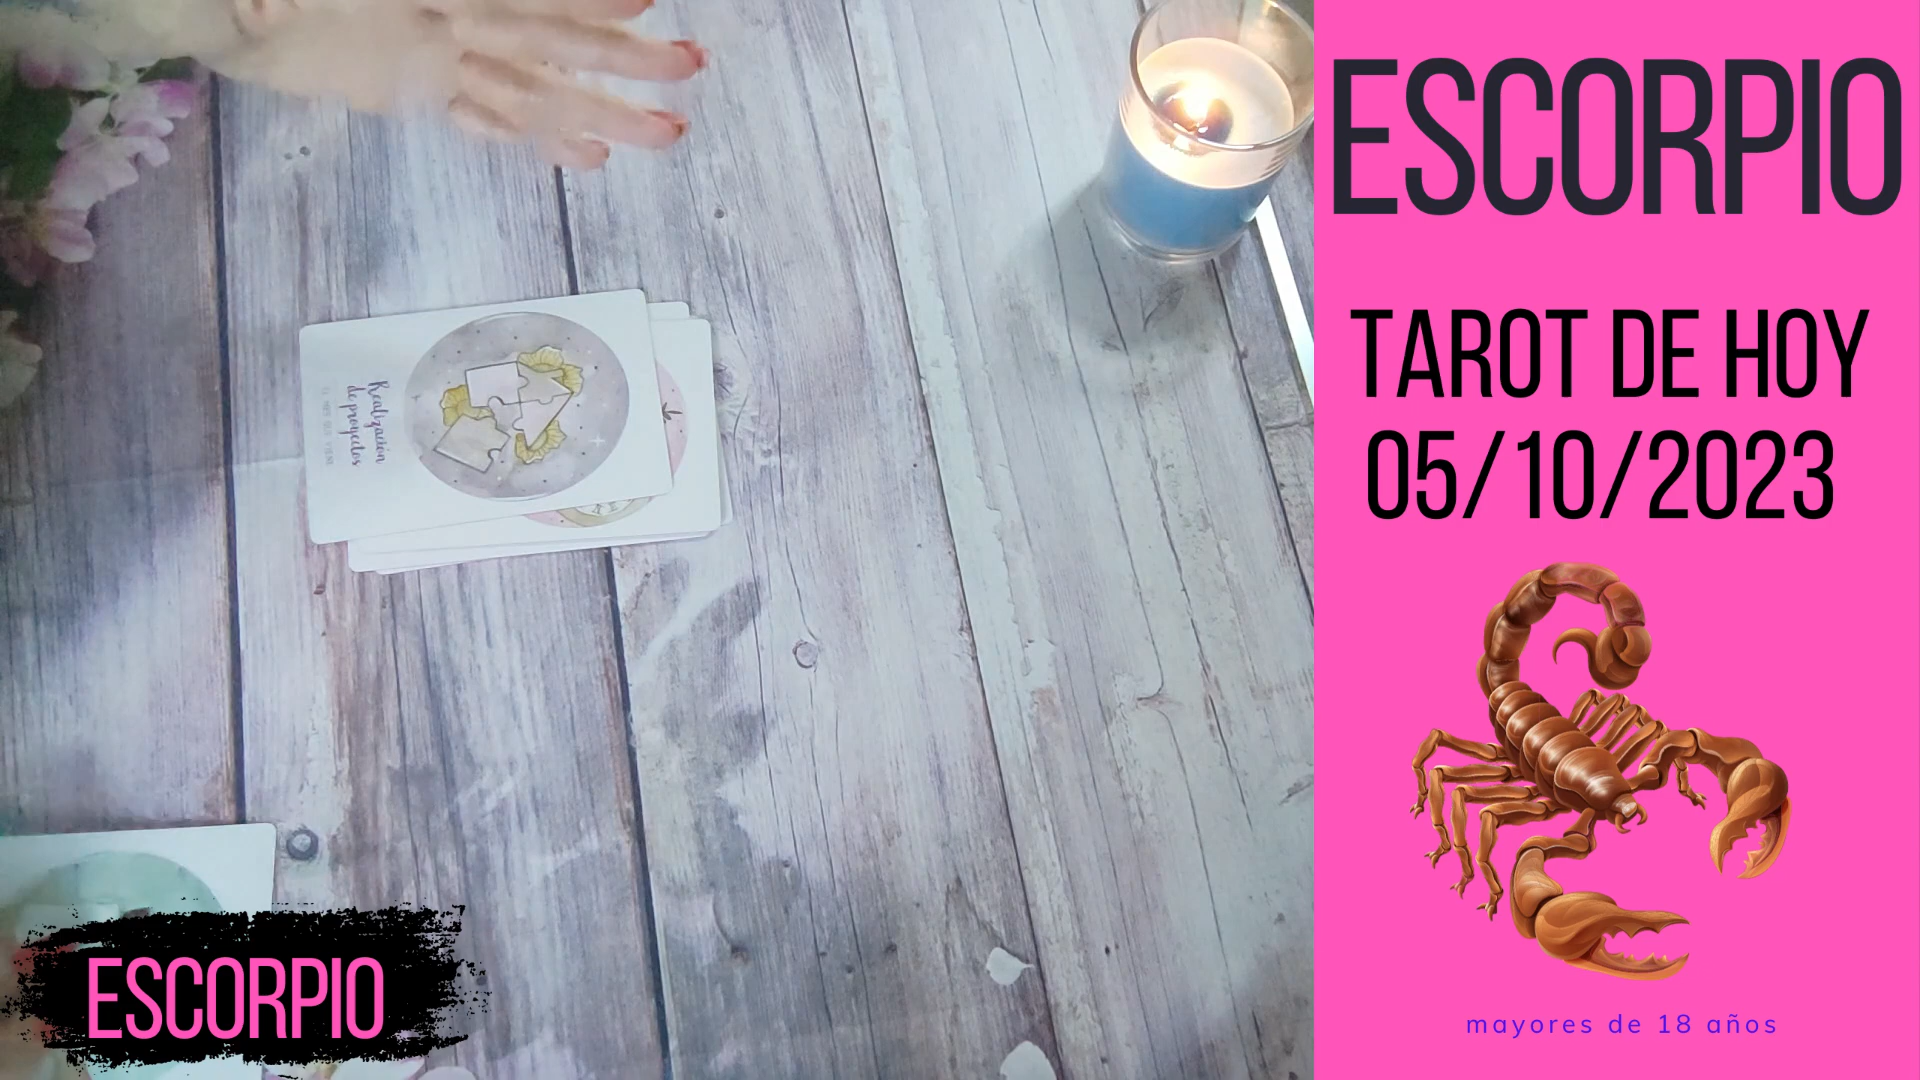 ESCORPIO
TAROT DE HOY
05/10/2023
mayores de 18 años
Realización
de proyectos
ESCORPIO